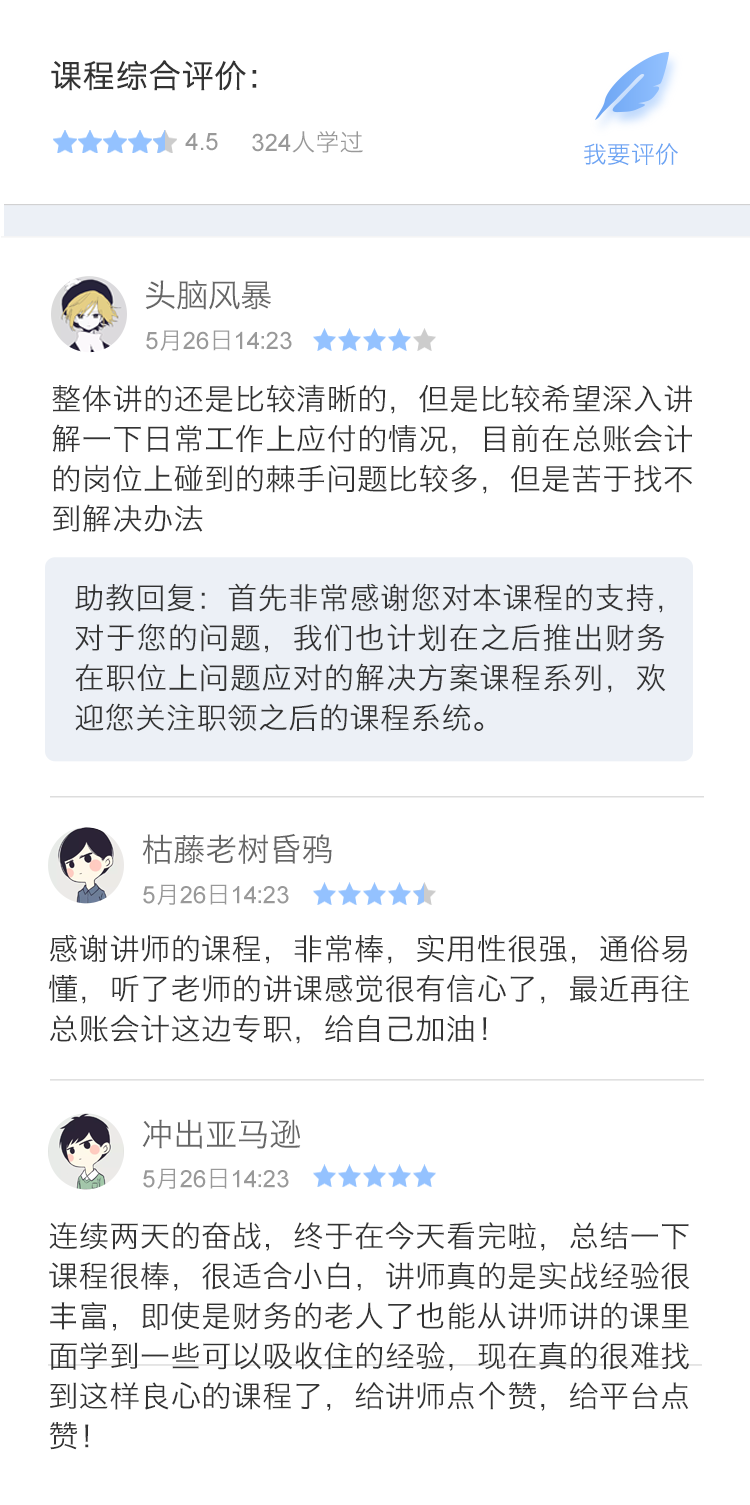 课程综合评价：
4.5 324人学过
我要评价
头脑风暴
5月26日14:23
整体讲的还是比较清晰的，但是比较希望深入讲
解一下日常工作上应付的情况，目前在总账会计
的岗位上碰到的棘手问题比较多，但是苦于找不
到解决办法
助教回复：首先非常感谢您对本课程的支持，
对于您的问题，我们也计划在之后推出财务
在职位上问题应对的解决方案课程系列，欢
迎您关注职领之后的课程系统。
枯藤老树昏鸦
5月26日14:23
感谢讲师的课程，非常棒，实用性很强，通俗易
懂，听了老师的讲课感觉很有信心了，最近再往
总账会计这边专职，给自己加油！
冲出亚马逊
5月26日14:23
连续两天的奋战，终于在今天看完啦，总结一下
课程很棒，很适合小白，讲师真的是实战经验很
丰富，即使是财务的老人了也能从讲师讲的课里
面学到一些可以吸收住的经验，现在真的很难找
到这样良心的课程了，给讲师点个赞，给平台点
赞！